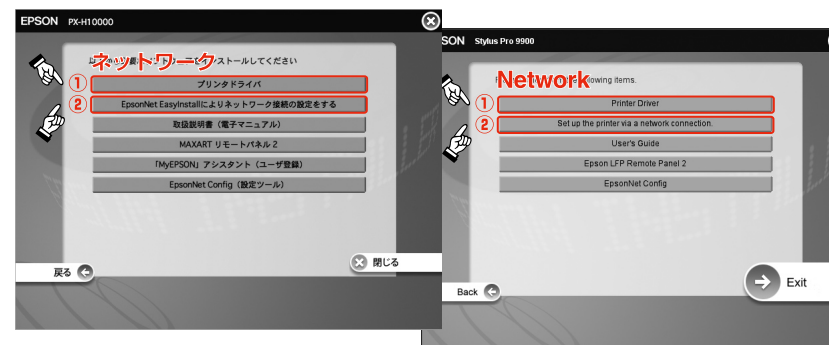 EPSON PX-H10000
ネットワーク
ストールしてください
① プリンタドライバ
② EpsonNet EasyInstallによりネットワーク接続の設定をする
取扱説明書（電子マニュアル）
MAXART リモートパネル 2
「MyEPSON」アシスタント（ユーザ登録）
EpsonNet Config（設定ツール）
戻る
閉じる
SON Stylus Pro 9900
Network
lowing items.
① Printer Driver
② Set up the printer via a network connection.
User's Guide
Epson LFP Remote Panel 2
EpsonNet Config
Back
Exit